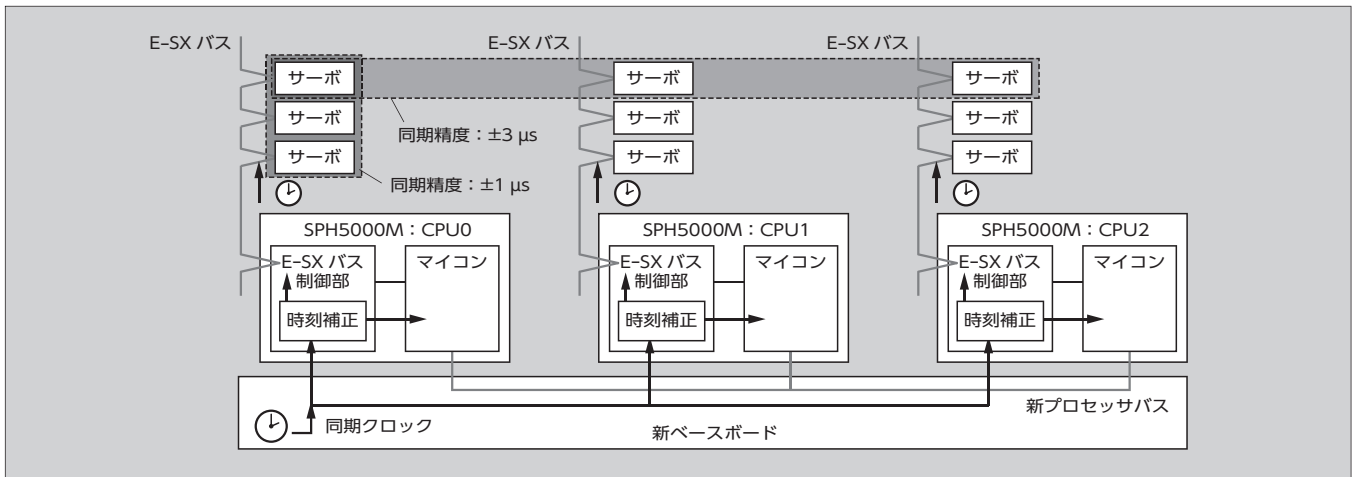 E-SX バス
E-SX バス
E-SX バス
サーボ
サーボ
サーボ
サーボ
サーボ
サーボ
サーボ
サーボ
サーボ
同期精度：±3 μs
同期精度：±1 μs
SPH5000M：CPU0
SPH5000M：CPU1
SPH5000M：CPU2
E-SX バス
制御部
マイコン
時刻補正
E-SX バス
制御部
マイコン
時刻補正
E-SX バス
制御部
マイコン
時刻補正
同期クロック
新プロセッサバス
新ベースボード